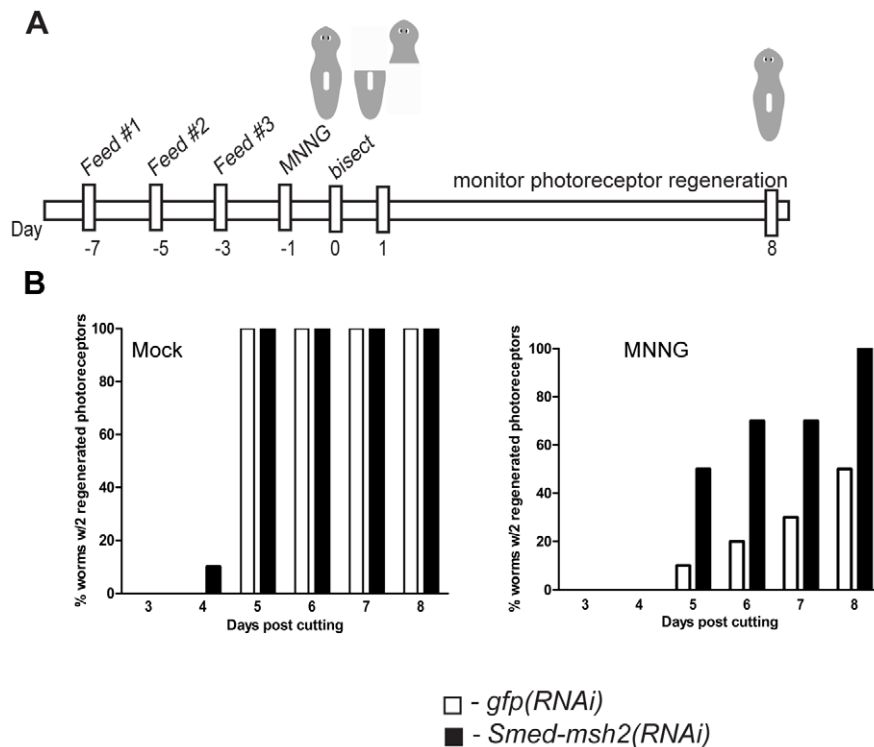 A
Feed #1
Feed #2
Feed #3
MNNG
bisect
monitor photoreceptor regeneration
Day
-7 -5 -3 -1 0 1 8
B
% worms w/2 regenerated photoreceptors
100
80
60
40
20
0
Mock
3 4 5 6 7 8
Days post cutting
% worms w/2 regenerated photoreceptors
100
80
60
40
20
0
MNNG
3 4 5 6 7 8
Days post cutting
- gfp(RNAi)
- Smed-msh2(RNAi)